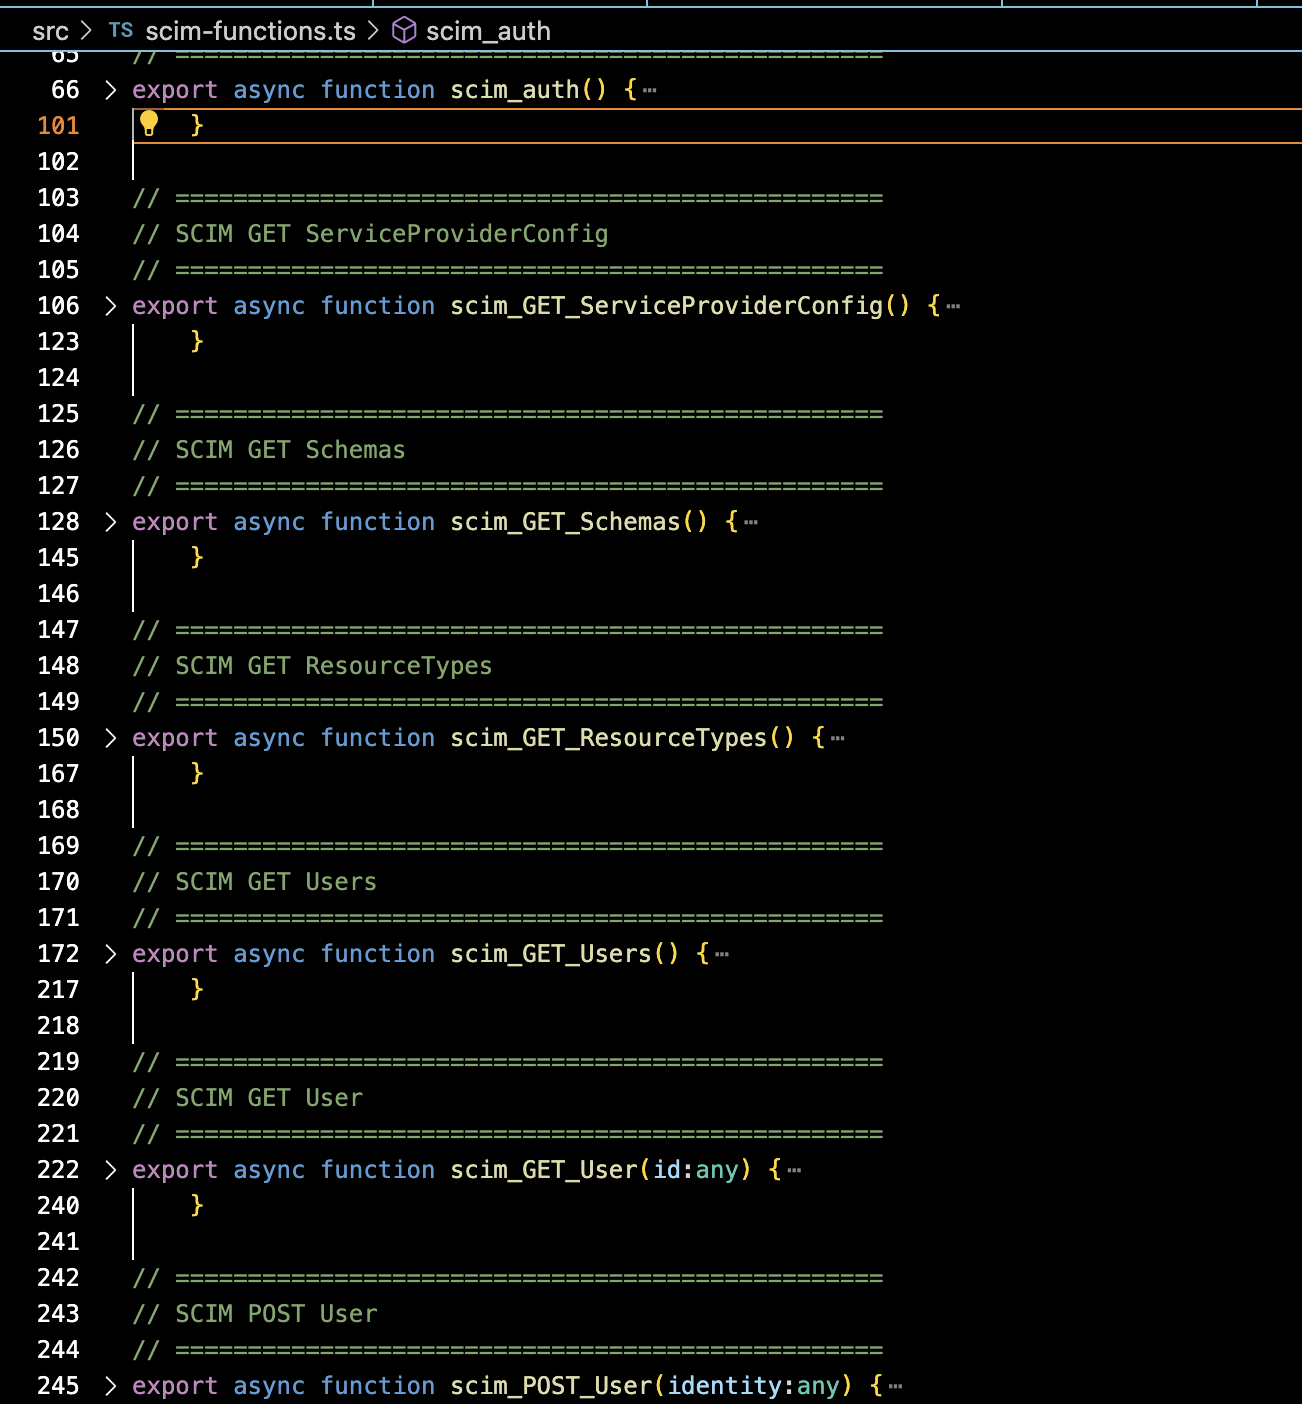 src > TS scim-functions.ts > scim_auth
65 // =================================================
66 > export async function scim_auth() {⋯
101 }
102
103 // =================================================
104 // SCIM GET ServiceProviderConfig
105 // =================================================
106 > export async function scim_GET_ServiceProviderConfig() {⋯
123 }
124
125 // =================================================
126 // SCIM GET Schemas
127 // =================================================
128 > export async function scim_GET_Schemas() {⋯
145 }
146
147 // =================================================
148 // SCIM GET ResourceTypes
149 // =================================================
150 > export async function scim_GET_ResourceTypes() {⋯
167 }
168
169 // =================================================
170 // SCIM GET Users
171 // =================================================
172 > export async function scim_GET_Users() {⋯
217 }
218
219 // =================================================
220 // SCIM GET User
221 // =================================================
222 > export async function scim_GET_User(id:any) {⋯
240 }
241
242 // =================================================
243 // SCIM POST User
244 // =================================================
245 > export async function scim_POST_User(identity:any) {⋯